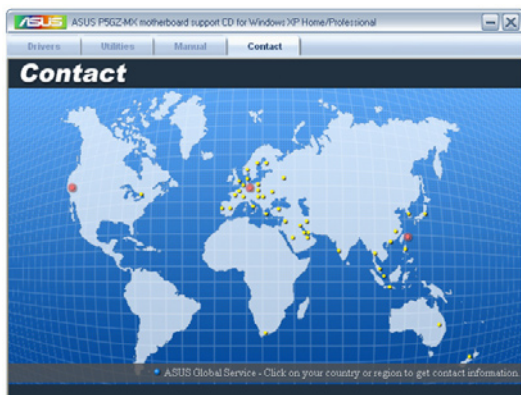 ASUS ASUS P5GZ-MX motherboard support CD for Windows XP Home/Professional
Drivers Utilities Manual Contact
Contact
ASUS Global Service - Click on your country or region to get contact information.